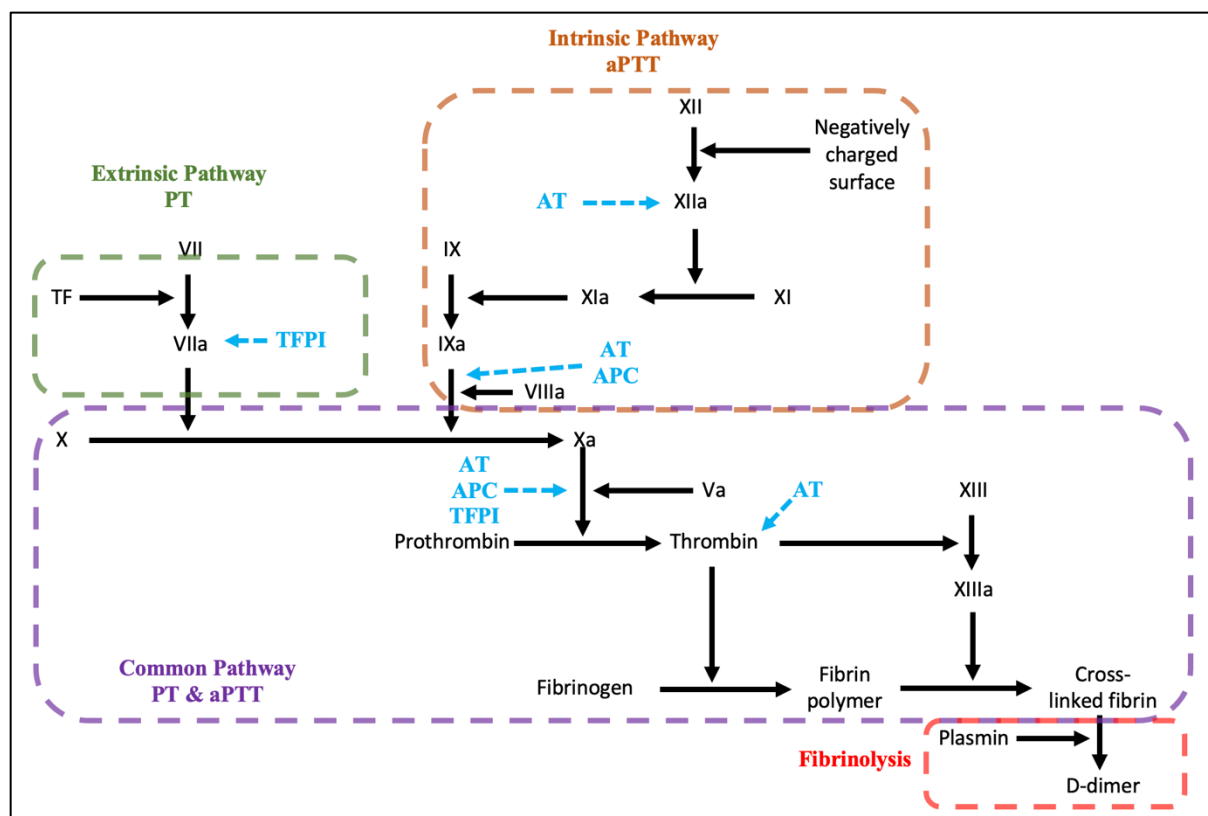 Intrinsic Pathway
aPTT
XII
Negatively
charged
surface
Extrinsic Pathway
PT
AT
XIIa
VII
IX
TF
XIa
XI
VIIa
TFPI
IXa
AT
APC
VIIIa
X
Xa
AT
APC
TFPI
Va
AT
XIII
Prothrombin
Thrombin
XIIIa
Common Pathway
PT & aPTT
Fibrinogen
Fibrin
polymer
Cross-
linked fibrin
Plasmin
Fibrinolysis
D-dimer